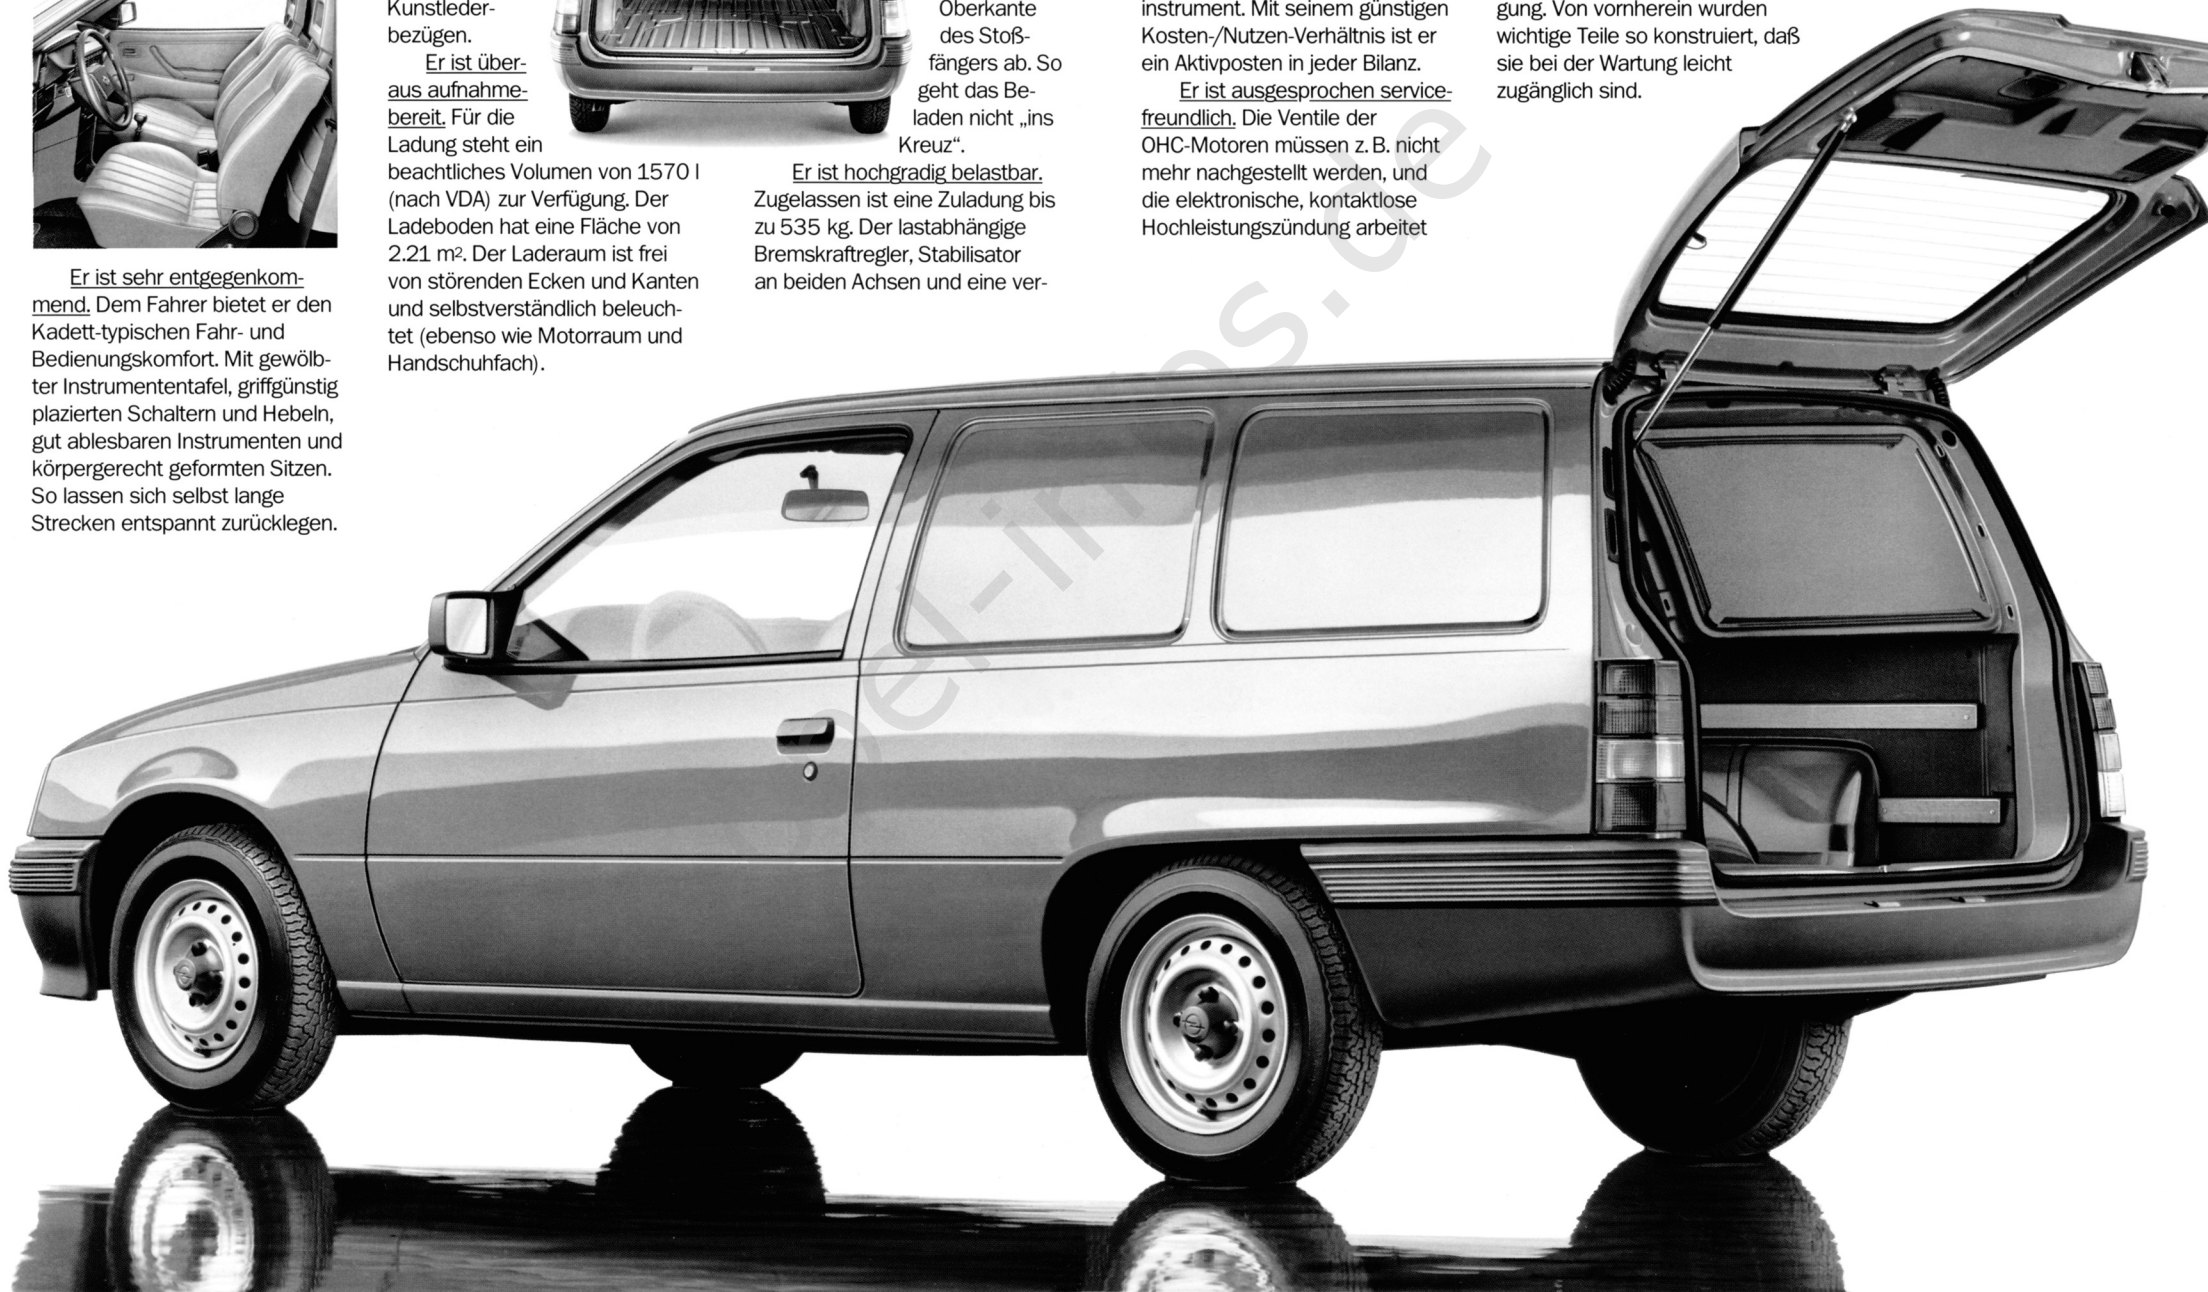 Er ist sehr entgegenkom-
mend. Dem Fahrer bietet er den
Kadett-typischen Fahr- und
Bedienungskomfort. Mit gewölb-
ter Instrumententafel, griffgünstig
plazierten Schaltern und Hebeln,
gut ablesbaren Instrumenten und
körpergerecht geformten Sitzen.
So lassen sich selbst lange
Strecken entspannt zurücklegen.
Kunstleder-
bezügen.
Er ist über-
aus aufnahme-
bereit. Für die
Ladung steht ein
beachtliches Volumen von 1570 l
(nach VDA) zur Verfügung. Der
Ladeboden hat eine Fläche von
2.21 m². Der Laderaum ist frei
von störenden Ecken und Kanten
und selbstverständlich beleuch-
tet (ebenso wie Motorraum und
Handschuhfach).
Oberkante
des Stoß-
fängers ab. So
geht das Be-
laden nicht „ins
Kreuz“.
Er ist hochgradig belastbar.
Zugelassen ist eine Zuladung bis
zu 535 kg. Der lastabhängige
Bremskraftregler, Stabilisator
an beiden Achsen und eine ver-
instrument. Mit seinem günstigen
Kosten-/Nutzen-Verhältnis ist er
ein Aktivposten in jeder Bilanz.
Er ist ausgesprochen service-
freundlich. Die Ventile der
OHC-Motoren müssen z. B. nicht
mehr nachgestellt werden, und
die elektronische, kontaktlose
Hochleistungszündung arbeitet
gung. Von vornherein wurden
wichtige Teile so konstruiert, daß
sie bei der Wartung leicht
zugänglich sind.
opel-infos.de